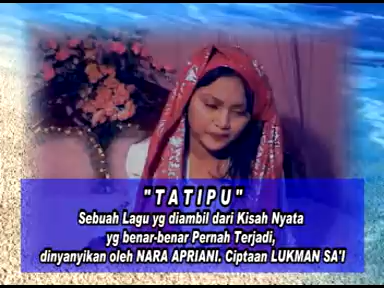 "TATIPU"
Sebuah Lagu yg diambil dari Kisah Nyata
yg benar-benar Pernah Terjadi,
dinyanyikan oleh NARA APRIANI. Ciptaan LUKMAN SA'I